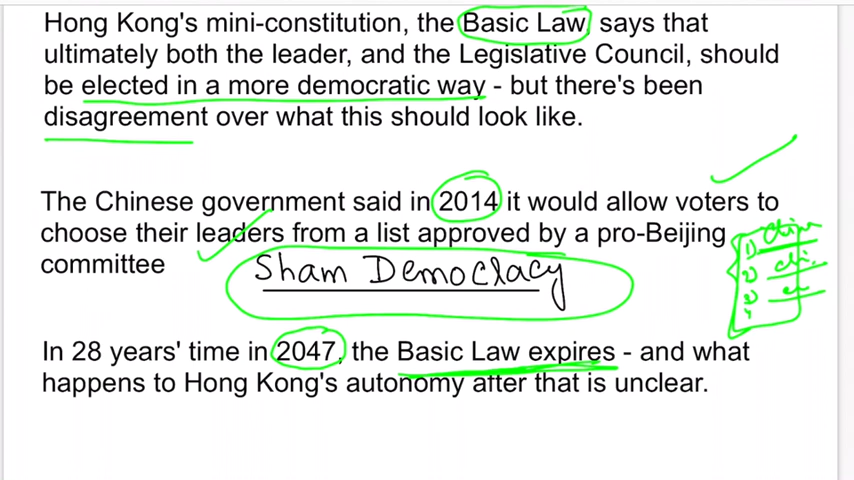 Hong Kong's mini-constitution, the Basic Law, says that
ultimately both the leader, and the Legislative Council, should
be elected in a more democratic way - but there's been
disagreement over what this should look like.
The Chinese government said in 2014 it would allow voters to
choose their leaders from a list approved by a pro-Beijing
committee
Sham Democlacy
1)
2)
In 28 years' time in 2047, the Basic Law expires - and what
happens to Hong Kong's autonomy after that is unclear.